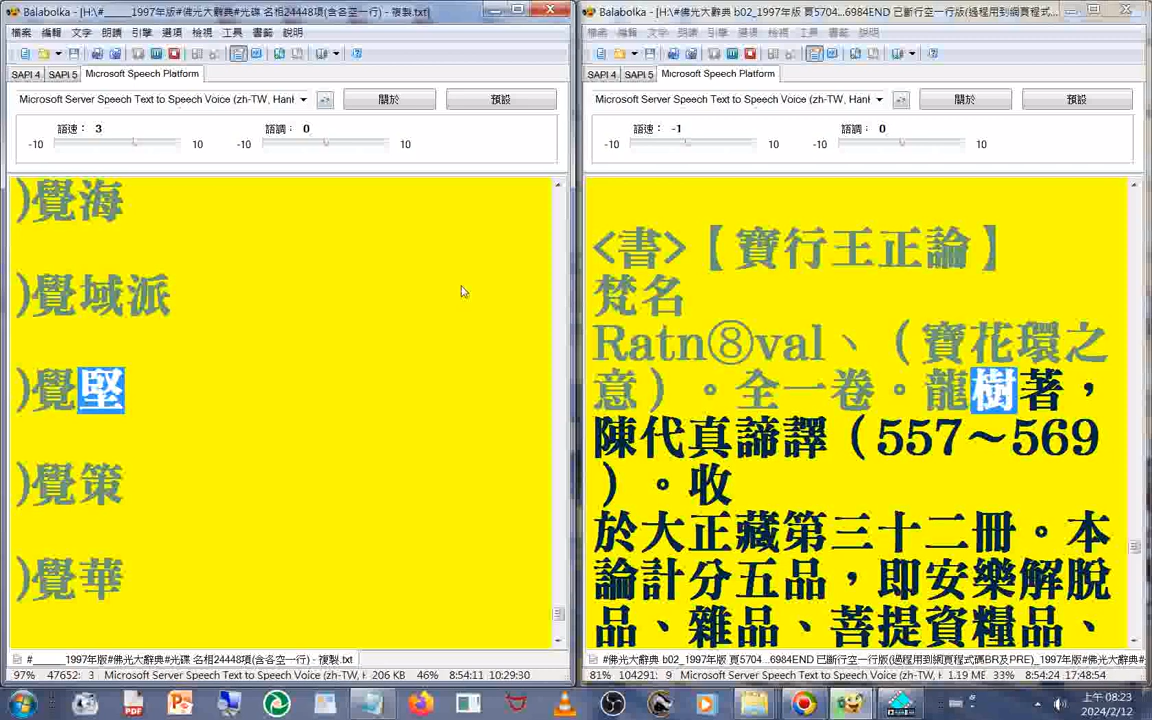 Balabolka - [H:\#_____1997年版#佛光大辭典#光碟 名相24448項(含各空一行) - 複製.txt]
檔案 編輯 文字 朗讀 引擎 選項 檢視 工具 書籤 說明
SAPI 4 SAPI 5 Microsoft Speech Platform
Microsoft Server Speech Text to Speech Voice (zh-TW, Hanl
關於 預設
語速： 3 語調： 0
-10 10 -10 10
)覺海
)覺域派
)覺堅
)覺策
)覺華
#_____1997年版#佛光大辭典#光碟 名相24448項(含各空一行) - 複製.txt
97% 47652: 3 Microsoft Server Speech Text to Speech Voice (zh-TW, H 206 KB 46% 8:54:11 10:29:30
Balabolka - [H:\#佛光大辭典 b02_1997年版 頁5704...6984END 已斷行空一行版(過程用到網頁程式...
檔案 編輯 文字 朗讀 引擎 選項 檢視 工具 書籤 說明
SAPI 4 SAPI 5 Microsoft Speech Platform
Microsoft Server Speech Text to Speech Voice (zh-TW, Hanl
關於 預設
語速： -1 語調： 0
-10 10 -10 10
<書>【寶行王正論】
梵名
Ratn⑧val、（寶花環之
意）。全一卷。龍樹著，
陳代真諦譯（557～569
）。收
於大正藏第三十二冊。本
論計分五品，即安樂解脫
品、雜品、菩提資糧品、
#佛光大辭典 b02_1997年版 頁5704...6984END 已斷行空一行版(過程用到網頁程式碼BR及PRE)_1997年版#佛光大辭典#
81% 104291: 9 Microsoft Server Speech Text to Speech Voice (zh-TW, H 1.19 ME 33% 8:54:24 17:48:54
上午 08:23
2024/2/12